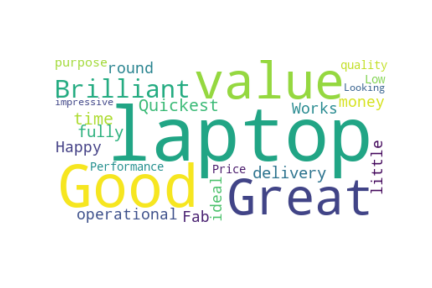 purpose
round
value
quality
Low
Looking
Brilliant
impressive
Quickest
Works
money
time
fully
laptop
Happy
little
Performance
Price
delivery
Good
ideal
Great
operational
Fab